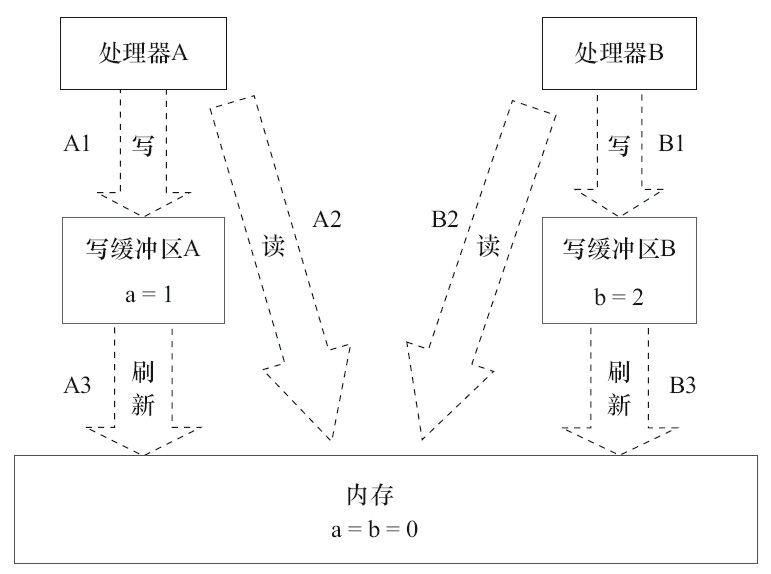 处理器A
处理器B
A1
写
写
B1
A2
B2
读
读
写缓冲区A
a = 1
写缓冲区B
b = 2
A3
刷
新
刷
新
B3
内存
a = b = 0